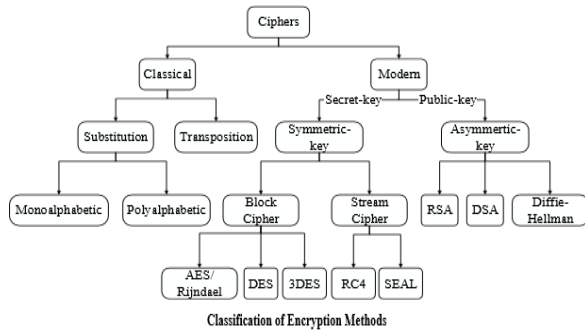 Ciphers
Classical
Modern
Secret-key
Public-key
Substitution
Transposition
Symmetric-
key
Asymmertic-
key
Monoalphabetic
Polyalphabetic
Block
Cipher
Stream
Cipher
RSA
DSA
Diffie-
Hellman
AES/
Rijndael
DES
3DES
RC4
SEAL
Classification of Encryption Methods